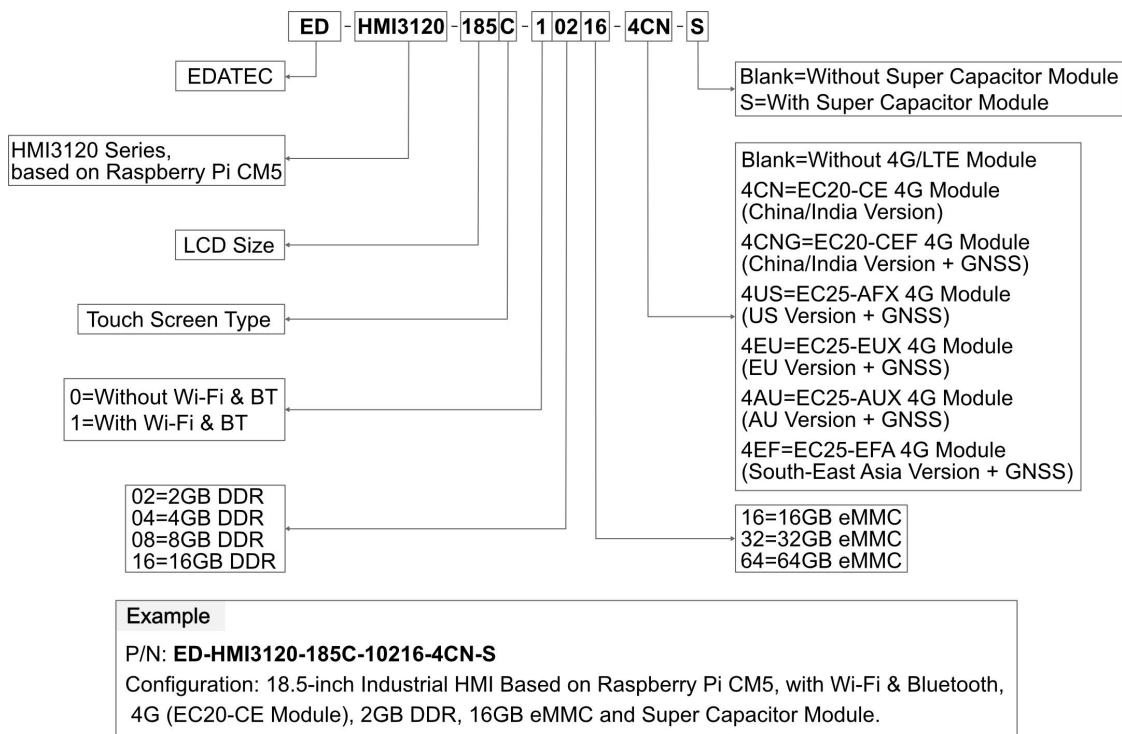 ED - HMI3120 - 185 C - 1 02 16 - 4CN - S
EDATEC
HMI3120 Series,
based on Raspberry Pi CM5
LCD Size
Touch Screen Type
0=Without Wi-Fi & BT
1=With Wi-Fi & BT
02=2GB DDR
04=4GB DDR
08=8GB DDR
16=16GB DDR
Blank=Without Super Capacitor Module
S=With Super Capacitor Module
Blank=Without 4G/LTE Module
4CN=EC20-CE 4G Module
(China/India Version)
4CNG=EC20-CEF 4G Module
(China/India Version + GNSS)
4US=EC25-AFX 4G Module
(US Version + GNSS)
4EU=EC25-EUX 4G Module
(EU Version + GNSS)
4AU=EC25-AUX 4G Module
(AU Version + GNSS)
4EF=EC25-EFA 4G Module
(South-East Asia Version + GNSS)
16=16GB eMMC
32=32GB eMMC
64=64GB eMMC
Example
P/N: ED-HMI3120-185C-10216-4CN-S
Configuration: 18.5-inch Industrial HMI Based on Raspberry Pi CM5, with Wi-Fi & Bluetooth,
4G (EC20-CE Module), 2GB DDR, 16GB eMMC and Super Capacitor Module.